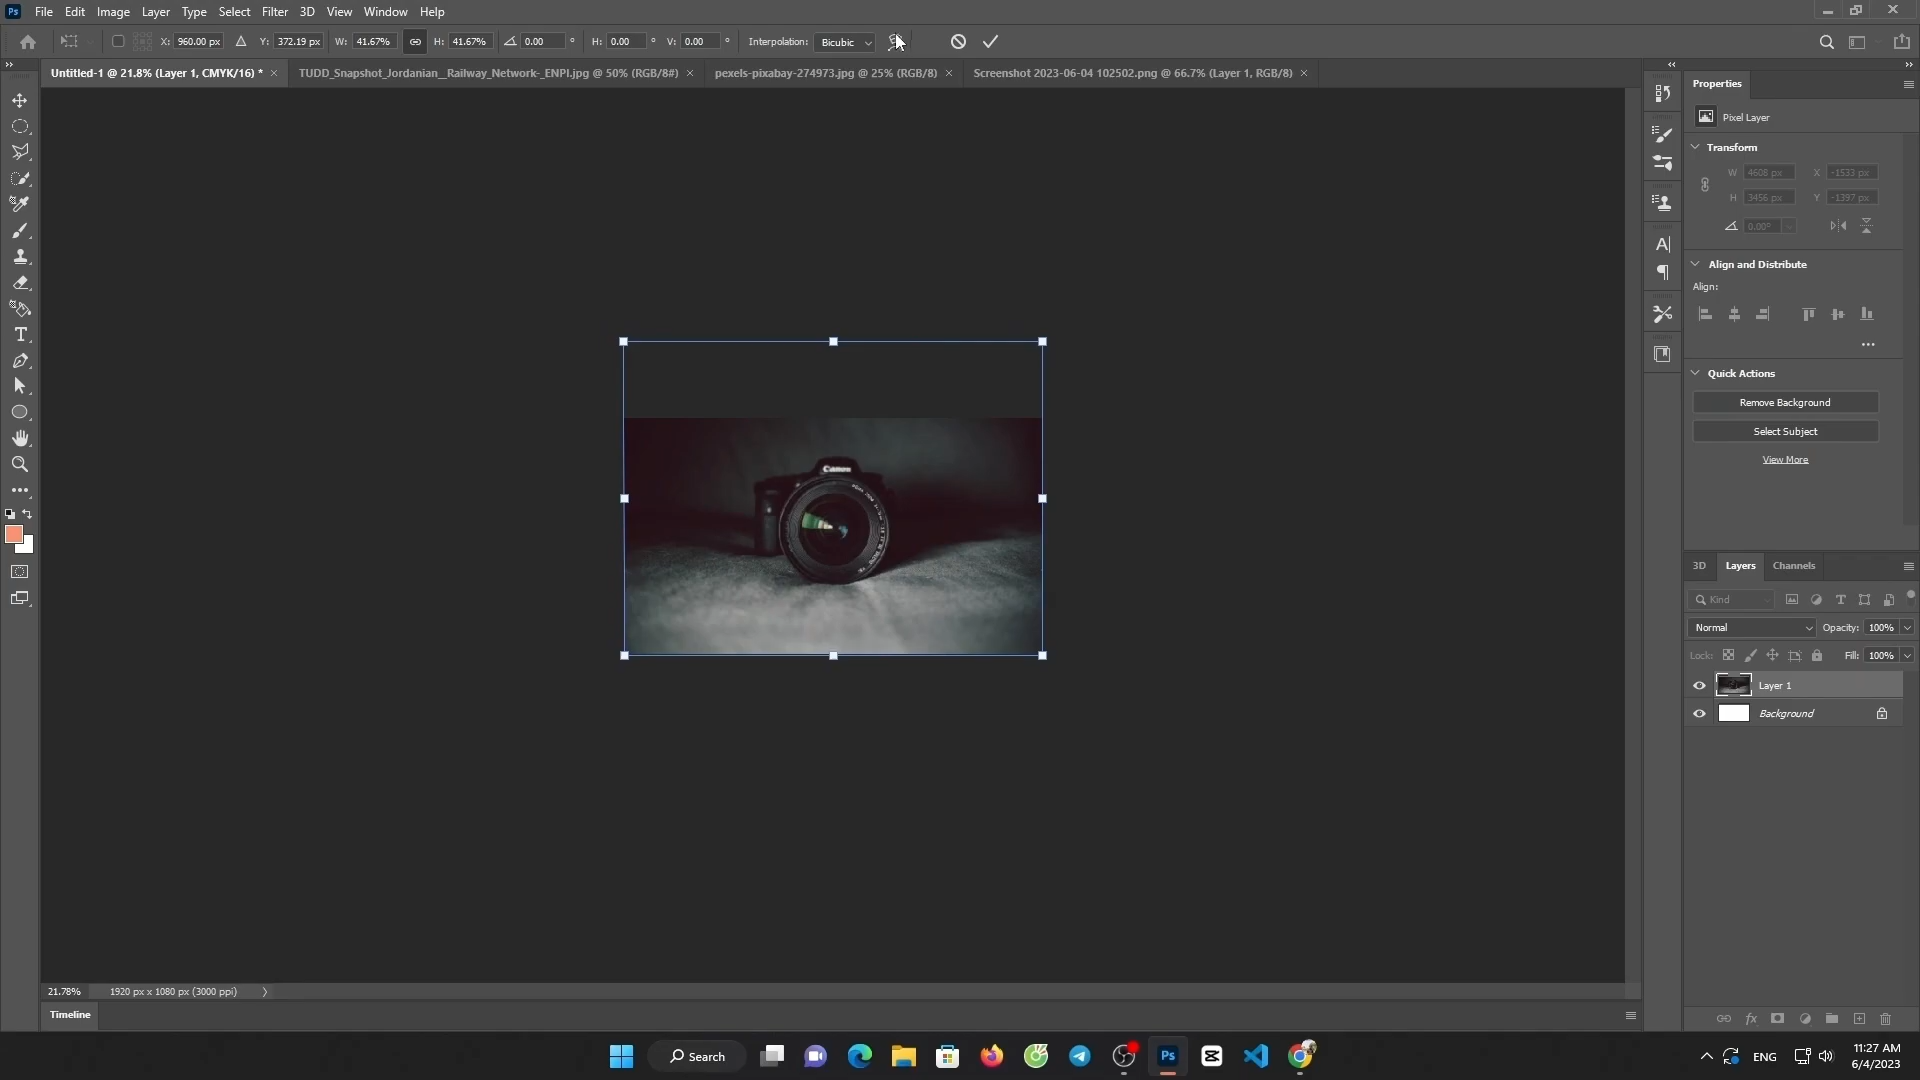 Ps File Edit Image Layer Type Select Filter 3D View Window Help
X: 960.00 px Y: 372.19 px W: 41.67% H: 41.67% 0.00 ° H: 0.00 ° V: 0.00 ° Interpolation: Bicubic
Untitled-1 @ 21.8% (Layer 1, CMYK/16) * × TUDD_Snapshot_Jordanian__Railway_Network-_ENPI.jpg @ 50% (RGB/8#) × pexels-pixabay-274973.jpg @ 25% (RGB/8) × Screenshot 2023-06-04 102502.png @ 66.7% (Layer 1, RGB/8) ×
Properties
Pixel Layer
Transform
W 4608 px X -1533 px
H 3456 px Y -1397 px
0.00°
Align and Distribute
Align:
Quick Actions
Remove Background
Select Subject
View More
Canon
3D Layers Channels
Kind
Normal Opacity: 100%
Lock: Fill: 100%
Layer 1
Background
21.78% 1920 px x 1080 px (3000 ppi)
Timeline
Search
Ps
ENG
11:27 AM
6/4/2023